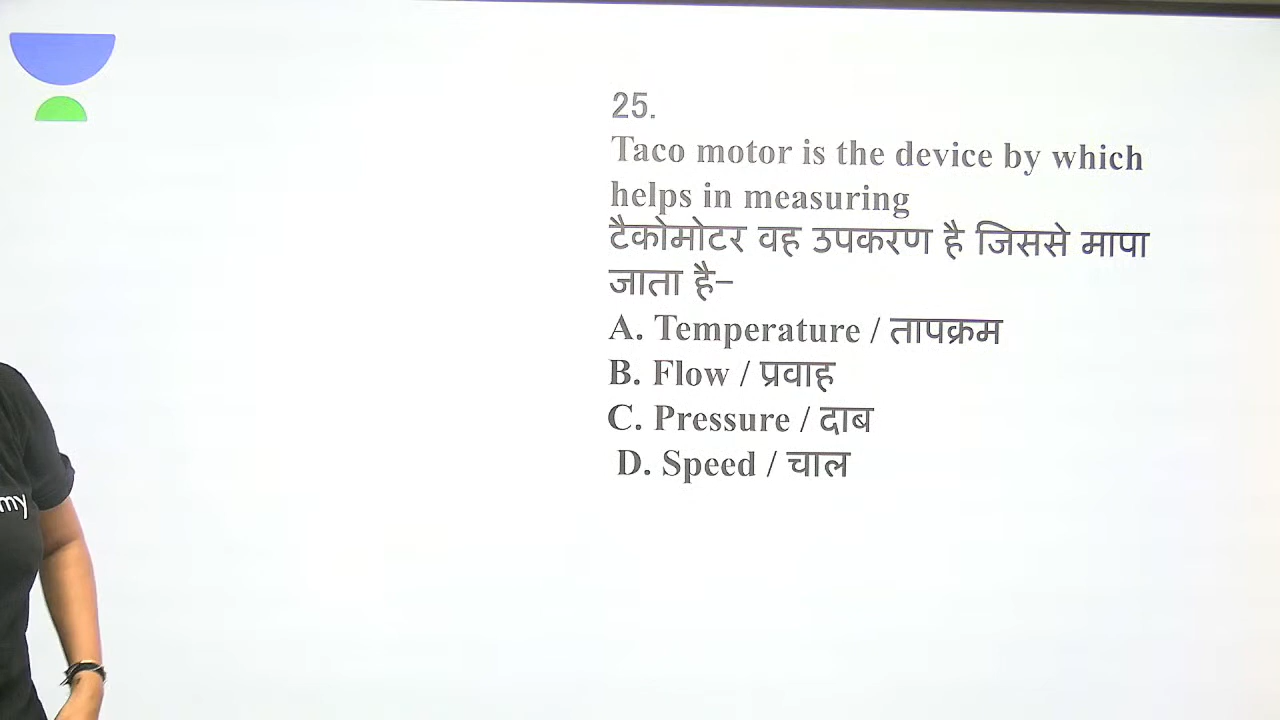 25.
Taco motor is the device by which
helps in measuring
टैकोमोटर वह उपकरण है जिससे मापा
जाता है–
A. Temperature / तापक्रम
B. Flow / प्रवाह
C. Pressure / दाब
D. Speed / चाल
my